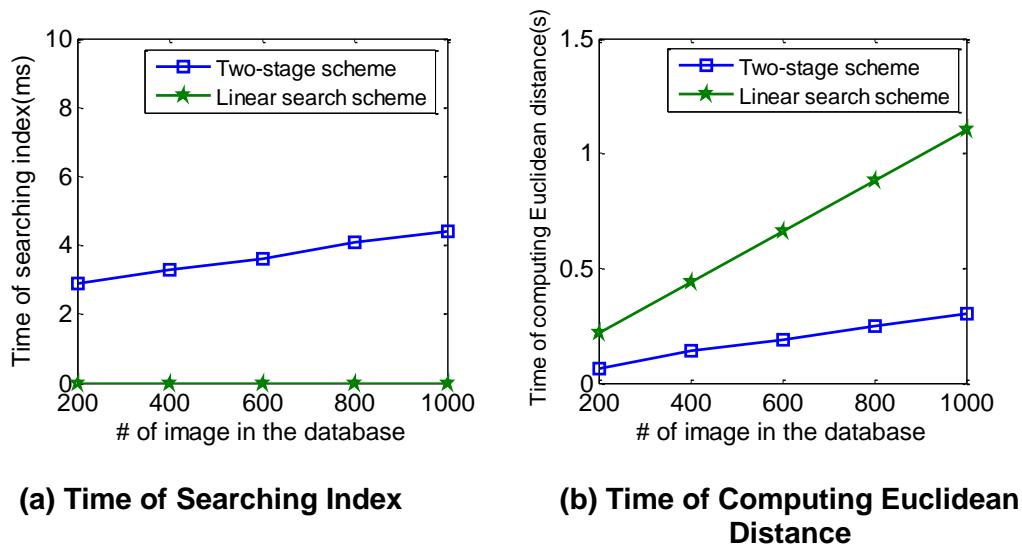 Time of searching index(ms)
10
8
6
4
2
0
Two-stage scheme
Linear search scheme
200 400 600 800 1000
# of image in the database
(a) Time of Searching Index
Time of computing Euclidean distance(s)
1.5
1
0.5
0
Two-stage scheme
Linear search scheme
200 400 600 800 1000
# of image in the database
(b) Time of Computing Euclidean
Distance